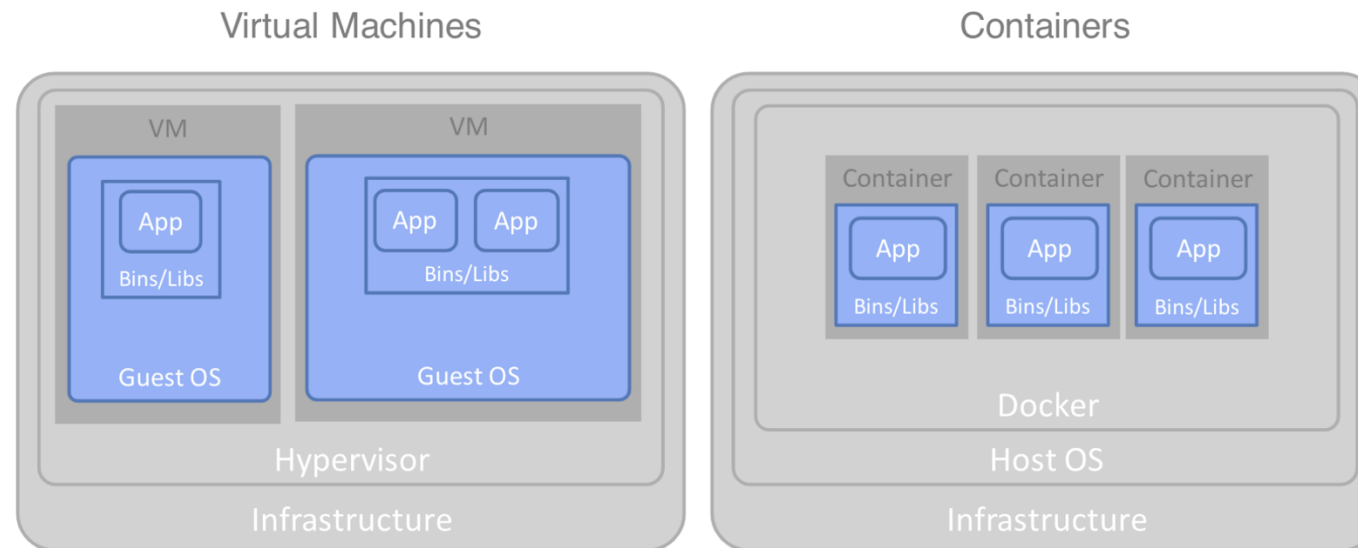 Virtual Machines
VM
App
Bins/Libs
Guest OS
VM
App App
Bins/Libs
Guest OS
Hypervisor
Infrastructure
Containers
Container
App
Bins/Libs
Container
App
Bins/Libs
Container
App
Bins/Libs
Docker
Host OS
Infrastructure